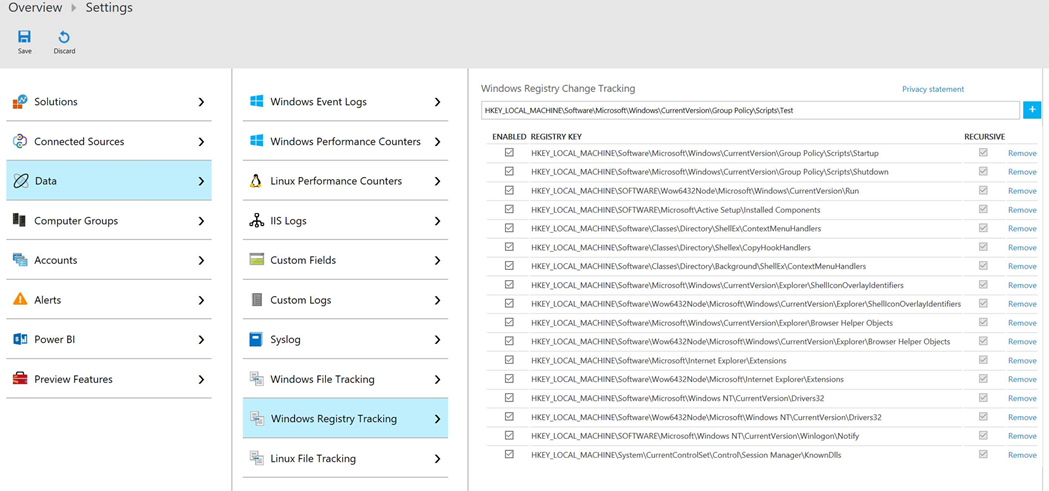 Overview Settings
Save Discard
Solutions
Connected Sources
Data
Computer Groups
Accounts
Alerts
Power BI
Preview Features
Windows Event Logs
Windows Performance Counters
Linux Performance Counters
IIS Logs
Custom Fields
Custom Logs
Syslog
Windows File Tracking
Windows Registry Tracking
Linux File Tracking
Windows Registry Change Tracking Privacy statement
HKEY_LOCAL_MACHINE\Software\Microsoft\Windows\CurrentVersion\Group Policy\Scripts\Test +
ENABLED REGISTRY KEY RECURSIVE
HKEY_LOCAL_MACHINE\Software\Microsoft\Windows\CurrentVersion\Group Policy\Scripts\Startup Remove
HKEY_LOCAL_MACHINE\Software\Microsoft\Windows\CurrentVersion\Group Policy\Scripts\Shutdown Remove
HKEY_LOCAL_MACHINE\SOFTWARE\Wow6432Node\Microsoft\Windows\CurrentVersion\Run Remove
HKEY_LOCAL_MACHINE\SOFTWARE\Microsoft\Active Setup\Installed Components Remove
HKEY_LOCAL_MACHINE\Software\Classes\Directory\ShellEx\ContextMenuHandlers Remove
HKEY_LOCAL_MACHINE\Software\Classes\Directory\Shellex\CopyHookHandlers Remove
HKEY_LOCAL_MACHINE\Software\Classes\Directory\Background\ShellEx\ContextMenuHandlers Remove
HKEY_LOCAL_MACHINE\Software\Microsoft\Windows\CurrentVersion\Explorer\ShellIconOverlayIdentifiers Remove
HKEY_LOCAL_MACHINE\Software\Wow6432Node\Microsoft\Windows\CurrentVersion\Explorer\ShellIconOverlayIdentifiers Remove
HKEY_LOCAL_MACHINE\Software\Microsoft\Windows\CurrentVersion\Explorer\Browser Helper Objects Remove
HKEY_LOCAL_MACHINE\Software\Wow6432Node\Microsoft\Windows\CurrentVersion\Explorer\Browser Helper Objects Remove
HKEY_LOCAL_MACHINE\Software\Microsoft\Internet Explorer\Extensions Remove
HKEY_LOCAL_MACHINE\Software\Wow6432Node\Microsoft\Internet Explorer\Extensions Remove
HKEY_LOCAL_MACHINE\Software\Microsoft\Windows NT\CurrentVersion\Drivers32 Remove
HKEY_LOCAL_MACHINE\Software\Wow6432Node\Microsoft\Windows NT\CurrentVersion\Drivers32 Remove
HKEY_LOCAL_MACHINE\SOFTWARE\Microsoft\Windows NT\CurrentVersion\Winlogon\Notify Remove
HKEY_LOCAL_MACHINE\System\CurrentControlSet\Control\Session Manager\KnownDlls Remove